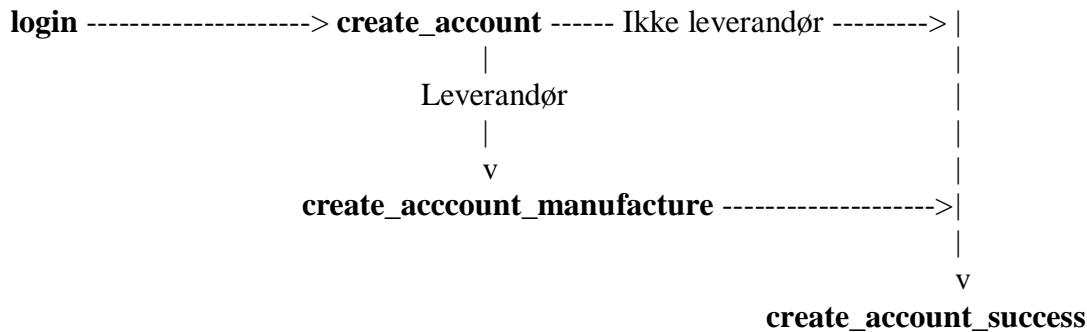 login ---------------------> create_account ------ Ikke leverandør --------->|
|
|
Leverandør
|
|
|
|
v
|
create_acccount_manufacture -------------------->|
|
v
create_account_success